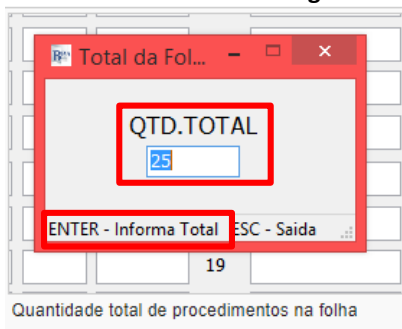 Total da Fol...
QTD.TOTAL
25
ENTER - Informa Total ESC - Saida
19
Quantidade total de procedimentos na folha